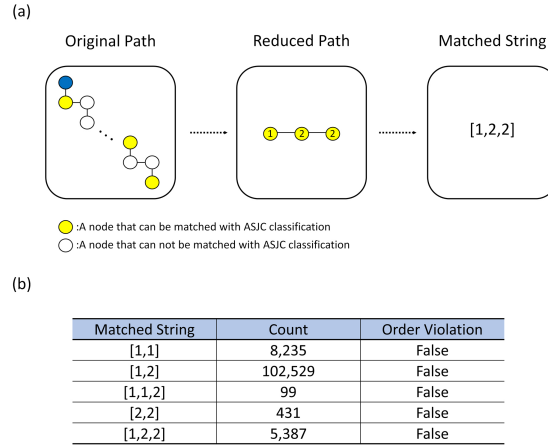 (a)
Original Path Reduced Path Matched String
1 2 2
[1,2,2]
:A node that can be matched with ASJC classification
:A node that can not be matched with ASJC classification
(b)
Matched String Count Order Violation
[1,1] 8,235 False
[1,2] 102,529 False
[1,1,2] 99 False
[2,2] 431 False
[1,2,2] 5,387 False